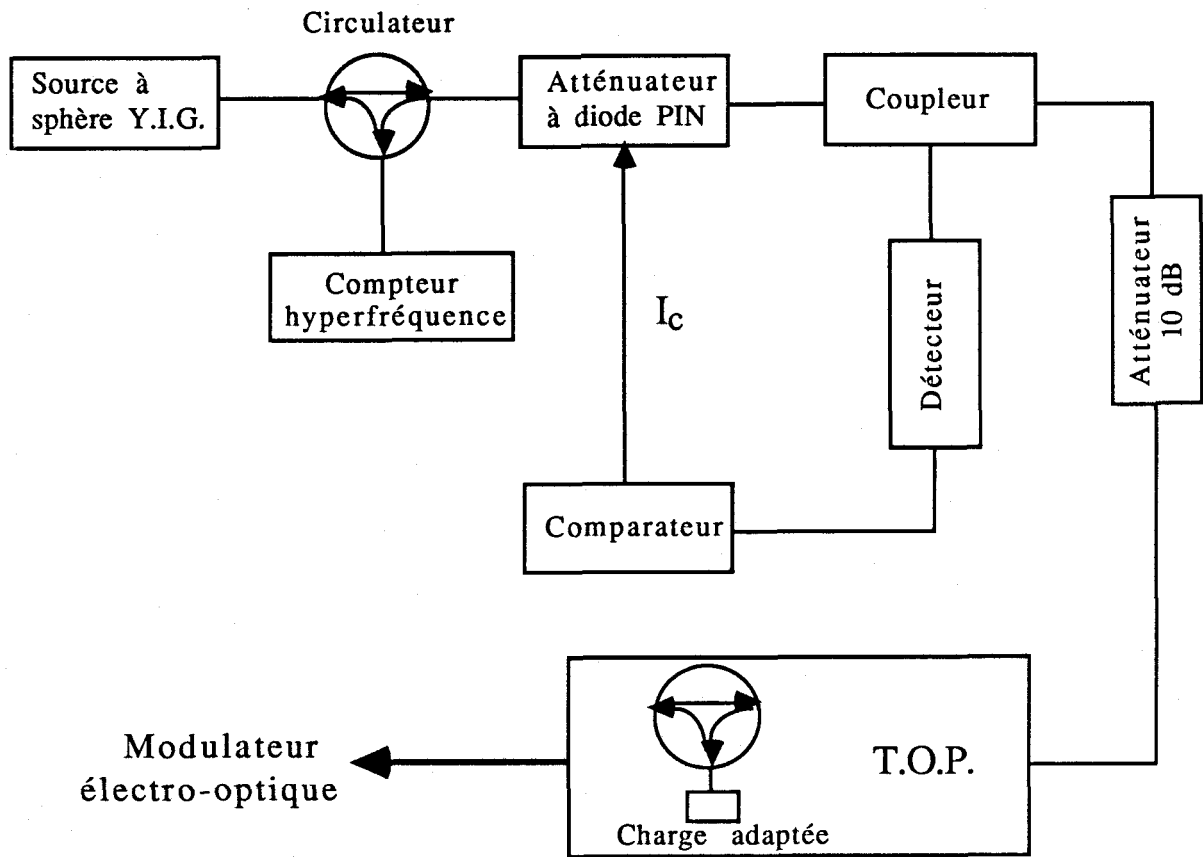 Circulateur
Source à
sphère Y.I.G.
Atténuateur
à diode PIN
Coupleur
Compteur
hyperfréquence
Ic
Détecteur
Atténuateur
10 dB
Comparateur
Modulateur
électro-optique
T.O.P.
Charge adaptée